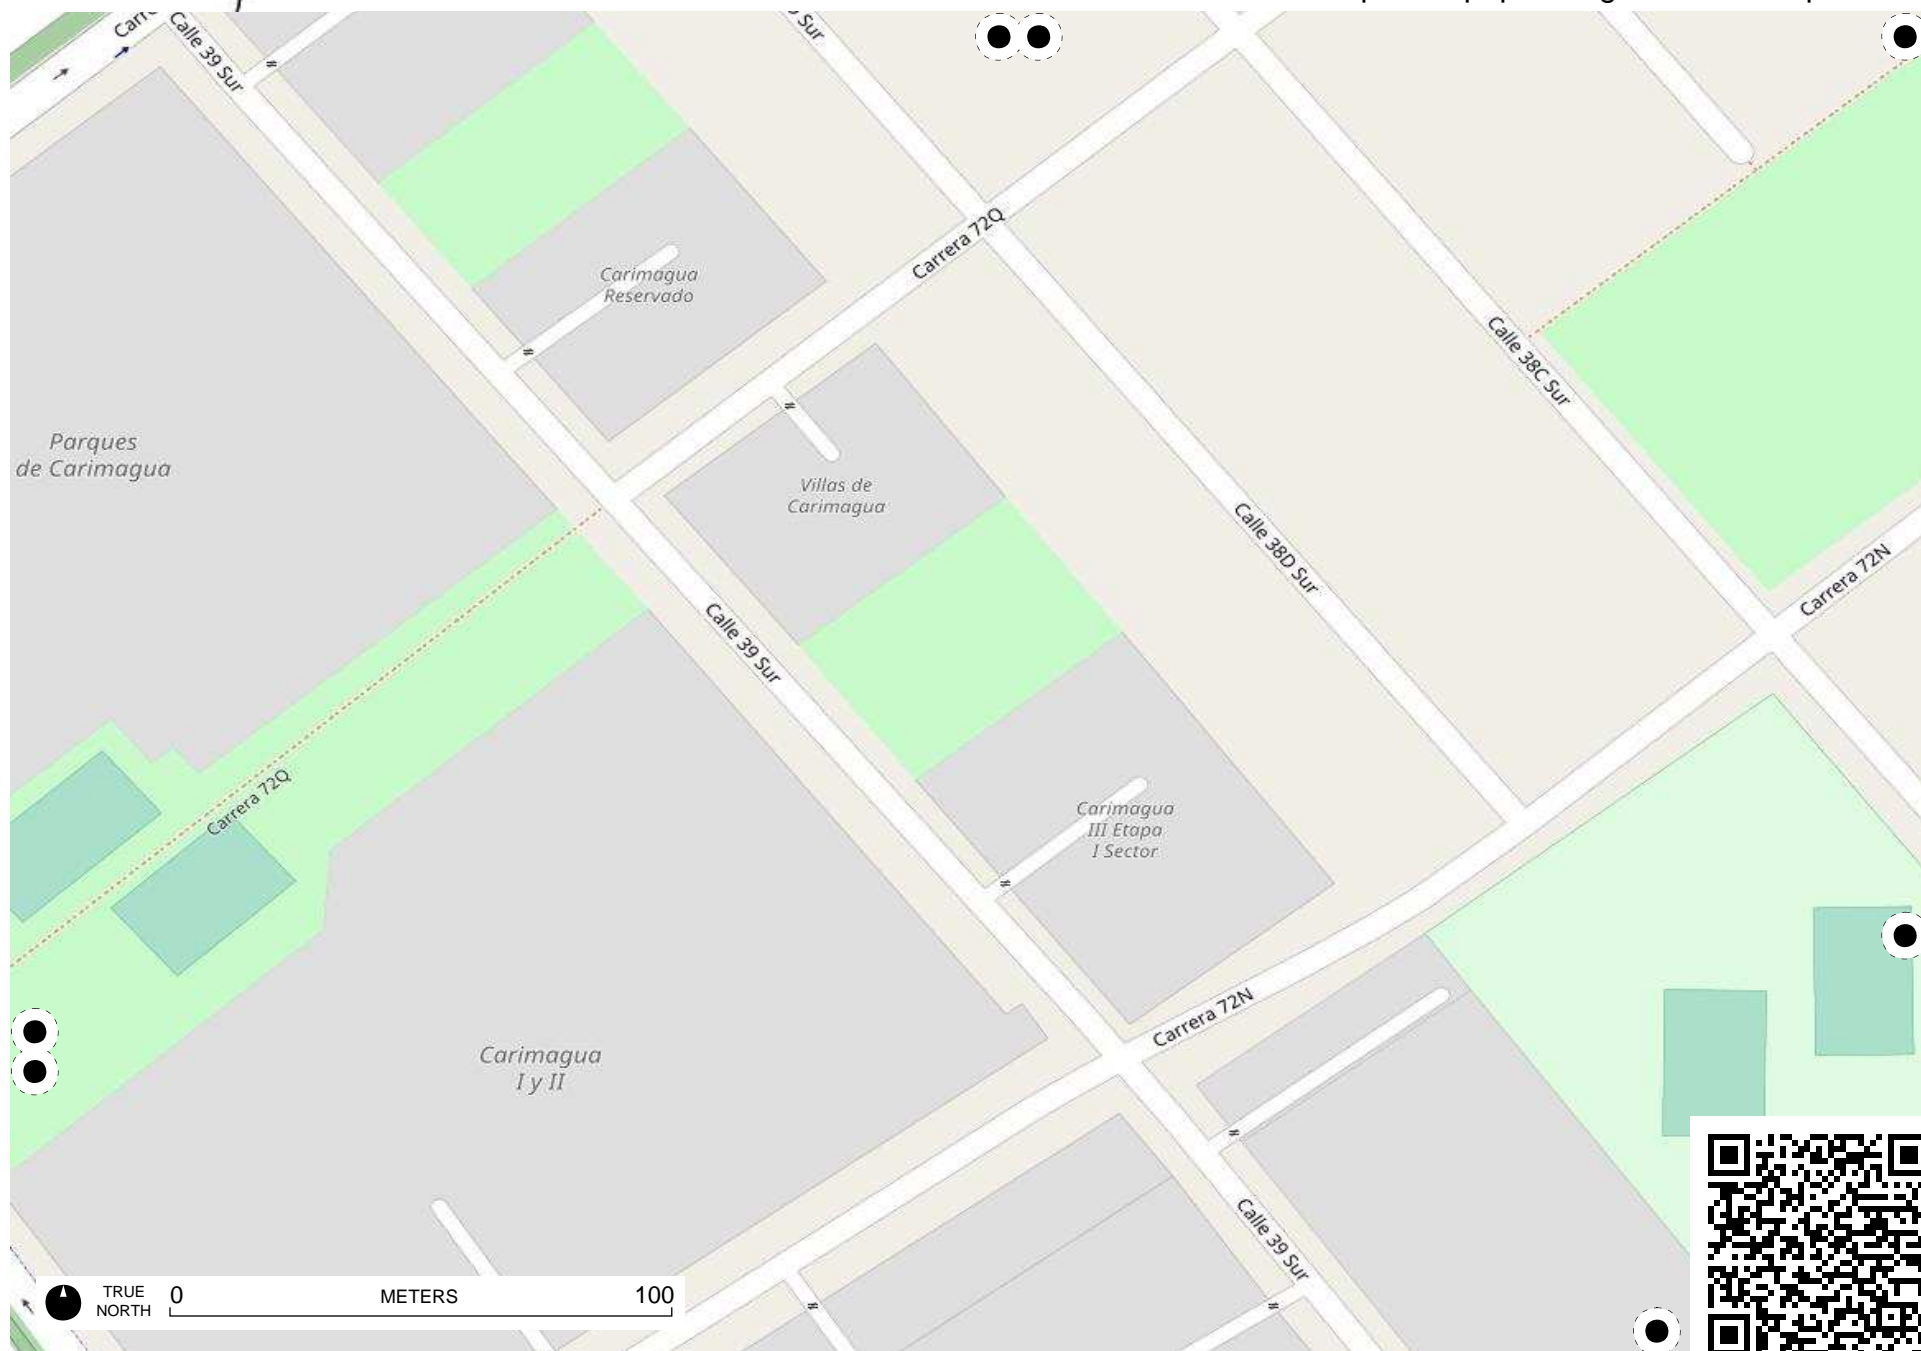 Calle 39 Sur
Sur
Carimagua
Reservado
Carrera 72Q
Calle 38C Sur
Parques
de Carimagua
Villas de
Carimagua
Calle 38D Sur
Carrera 72N
Calle 39 Sur
Carrera 72Q
Carimagua
III Etapa
I Sector
Carrera 72N
Carimagua
I y II
Calle 39 Sur
TRUE
NORTH
0 METERS 100